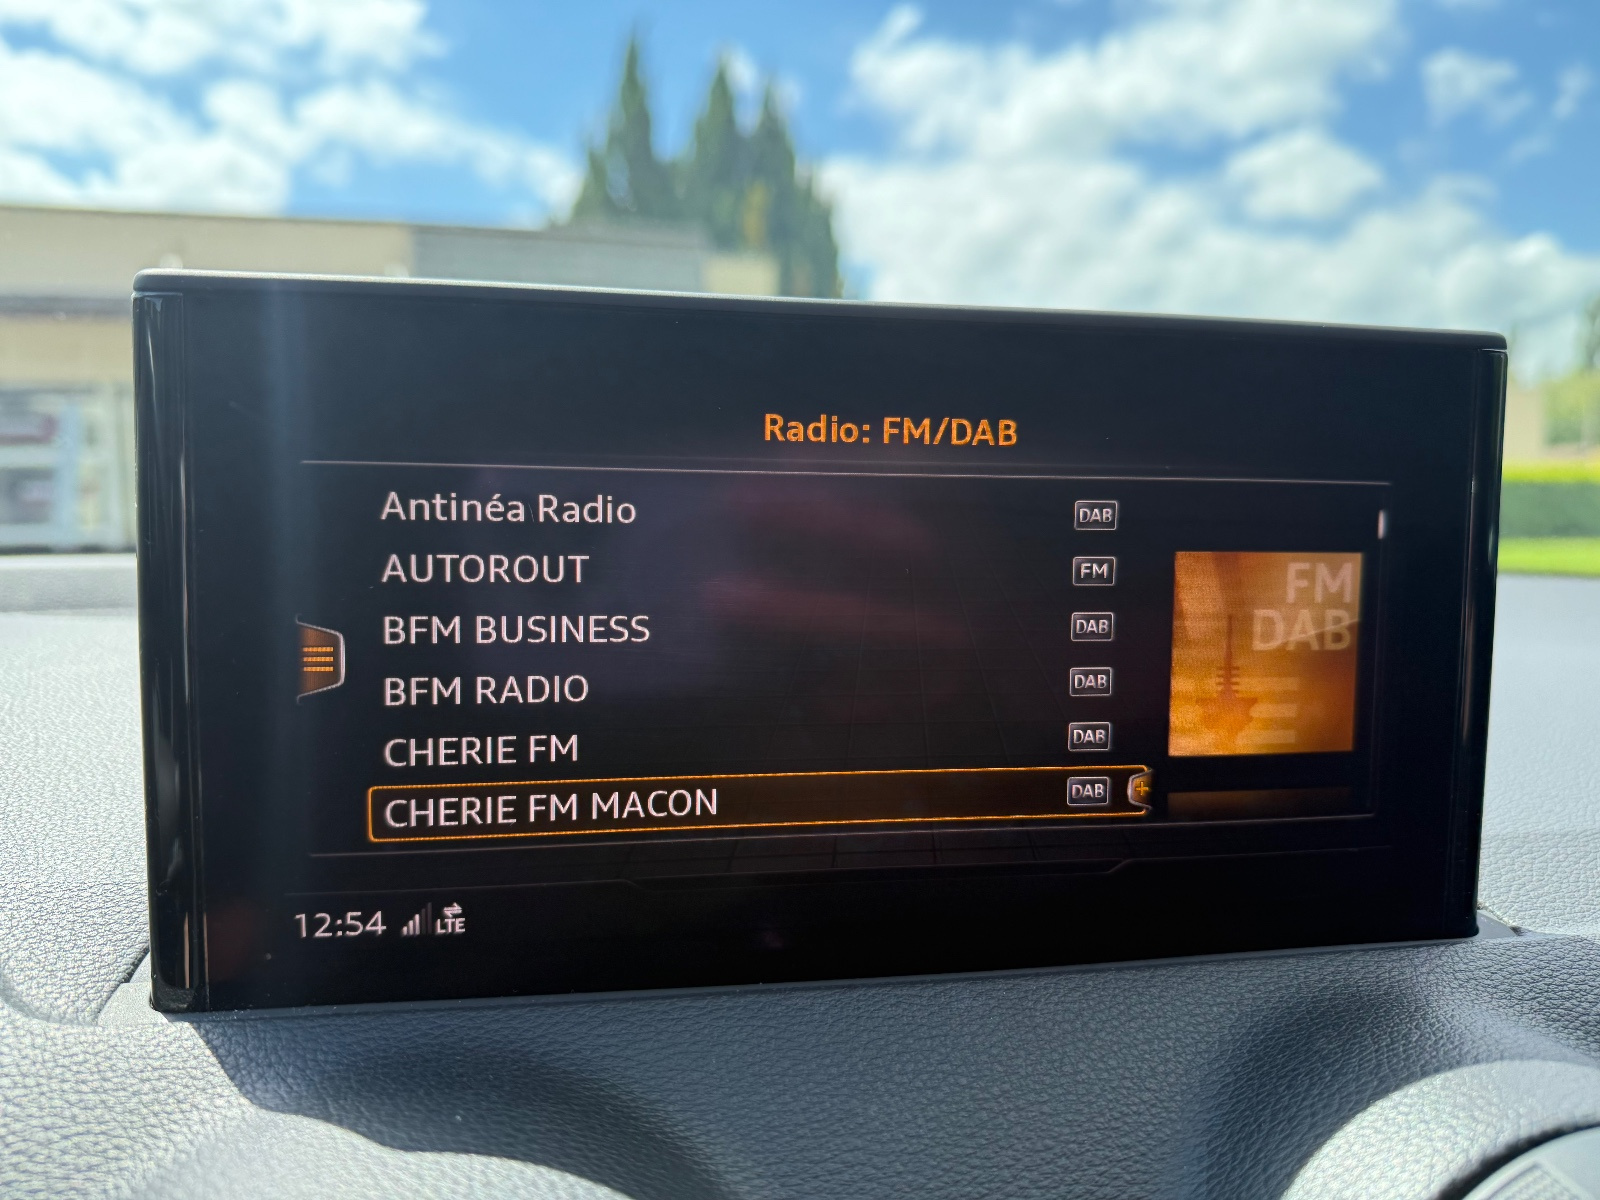 Radio: FM/DAB
Antinéa Radio DAB
AUTOROUT FM
BFM BUSINESS DAB
BFM RADIO DAB
CHERIE FM DAB
CHERIE FM MACON DAB +
FM
DAB
12:54 LTE